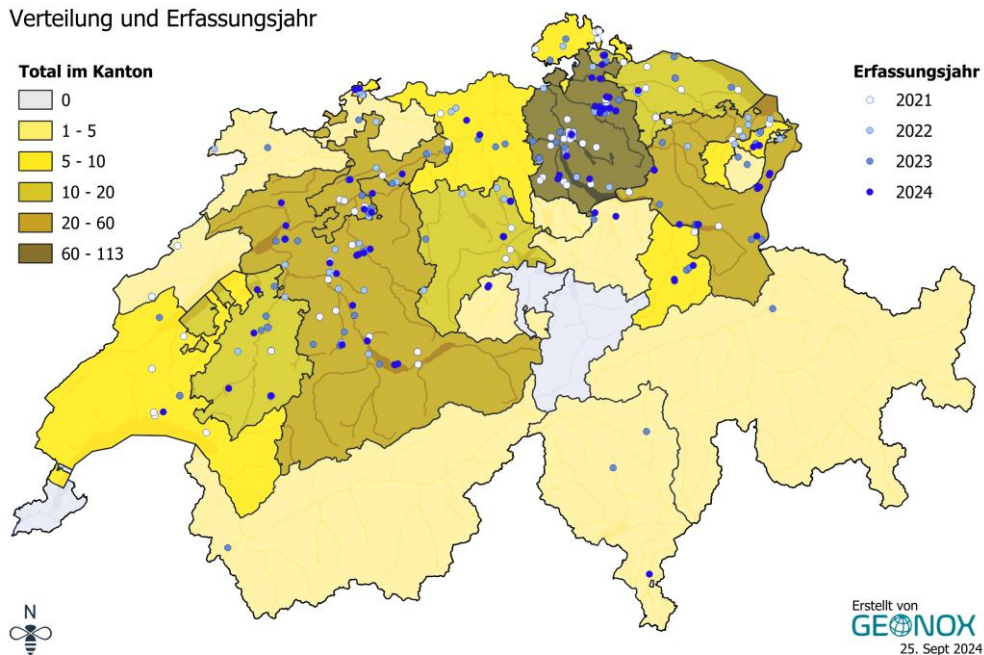 Verteilung und Erfassungsjahr
Total im Kanton
0
1 - 5
5 - 10
10 - 20
20 - 60
60 - 113
Erfassungsjahr
2021
2022
2023
2024
N
Erstellt von
GEONOX
25. Sept 2024